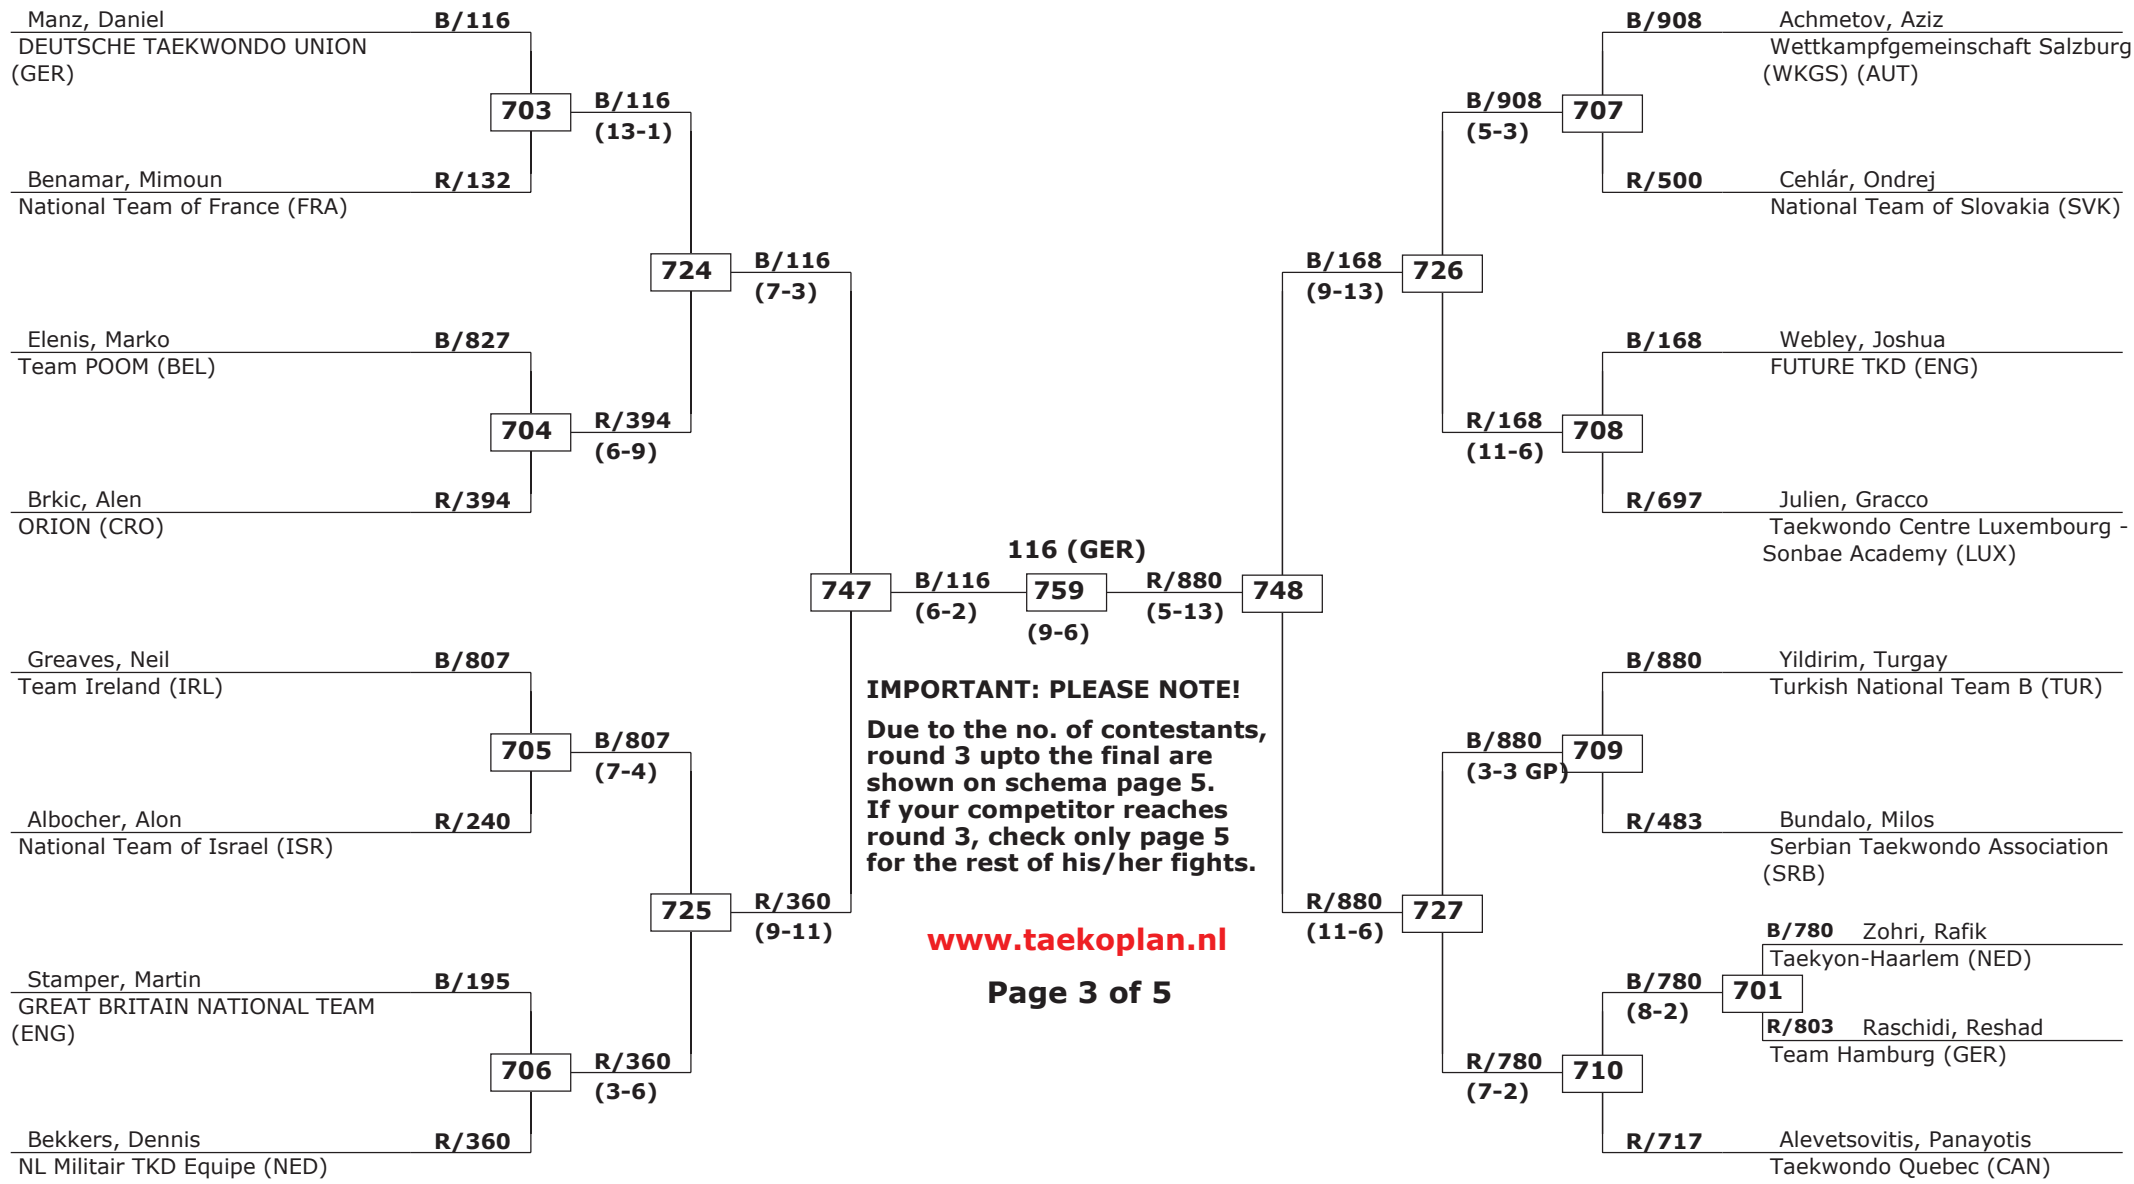 Manz, Daniel B/116
DEUTSCHE TAEKWONDO UNION
(GER)
703 B/116
(13-1)
Benamar, Mimoun R/132
National Team of France (FRA)
724 B/116
(7-3)
Elenis, Marko B/827
Team POOM (BEL)
704 R/394
(6-9)
Brkic, Alen R/394
ORION (CRO)
747 B/116
(6-2)
Greaves, Neil B/807
Team Ireland (IRL)
705 B/807
(7-4)
Albocher, Alon R/240
National Team of Israel (ISR)
725 R/360
(9-11)
Stamper, Martin B/195
GREAT BRITAIN NATIONAL TEAM
(ENG)
706 R/360
(3-6)
Bekkers, Dennis R/360
NL Militair TKD Equipe (NED)
116 (GER)
759
(9-6)
IMPORTANT: PLEASE NOTE!
Due to the no. of contestants,
round 3 upto the final are
shown on schema page 5.
If your competitor reaches
round 3, check only page 5
for the rest of his/her fights.
www.taekoplan.nl
Page 3 of 5
B/908 Achmetov, Aziz
Wettkampfgemeinschaft Salzburg
(WKGS) (AUT)
B/908 707
(5-3)
R/500 Cehlár, Ondrej
National Team of Slovakia (SVK)
B/168 726
(9-13)
B/168 Webley, Joshua
FUTURE TKD (ENG)
R/168 708
(11-6)
R/697 Julien, Gracco
Taekwondo Centre Luxembourg -
Sonbae Academy (LUX)
R/880 748
(5-13)
B/880 Yildirim, Turgay
Turkish National Team B (TUR)
B/880 709
(3-3 GP)
R/483 Bundalo, Milos
Serbian Taekwondo Association
(SRB)
R/880 727
(11-6)
B/780 Zohri, Rafik
Taekyon-Haarlem (NED)
B/780 701
(8-2)
R/803 Raschidi, Reshad
Team Hamburg (GER)
R/780 710
(7-2)
R/717 Alevetsovitis, Panayotis
Taekwondo Quebec (CAN)